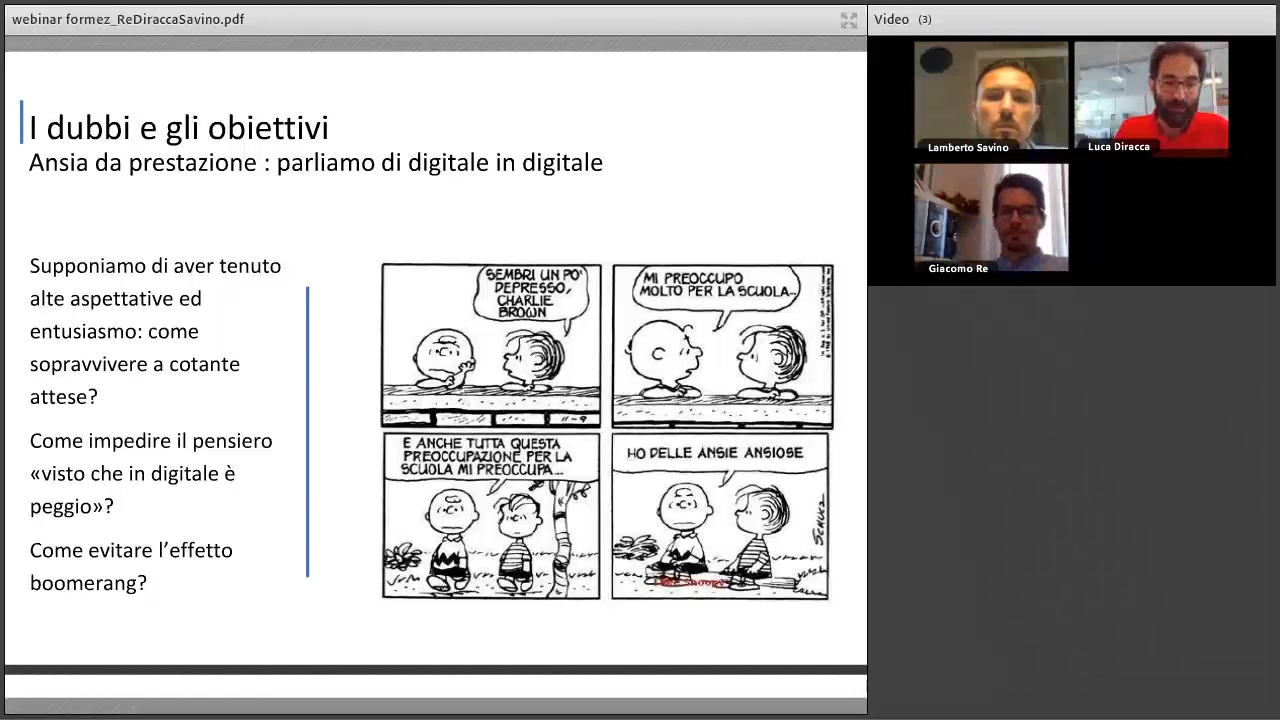 webinar formez_ReDiraccaSavino.pdf
Video (3)
I dubbi e gli obiettivi
Ansia da prestazione : parliamo di digitale in digitale
Supponiamo di aver tenuto
alte aspettative ed
entusiasmo: come
sopravvivere a cotante
attese?
Come impedire il pensiero
«visto che in digitale è
peggio»?
Come evitare l’effetto
boomerang?
SEMBRI UN PO'
DEPRESSO,
CHARLIE
BROWN
11-9
MI PREOCCUPO
MOLTO PER LA SCUOLA...
E ANCHE TUTTA QUESTA
PREOCCUPAZIONE PER LA
SCUOLA MI PREOCCUPA...
HO DELLE ANSIE ANSIOSE
SCHULZ
Lamberto Savino
Luca Diracca
Giacomo Re